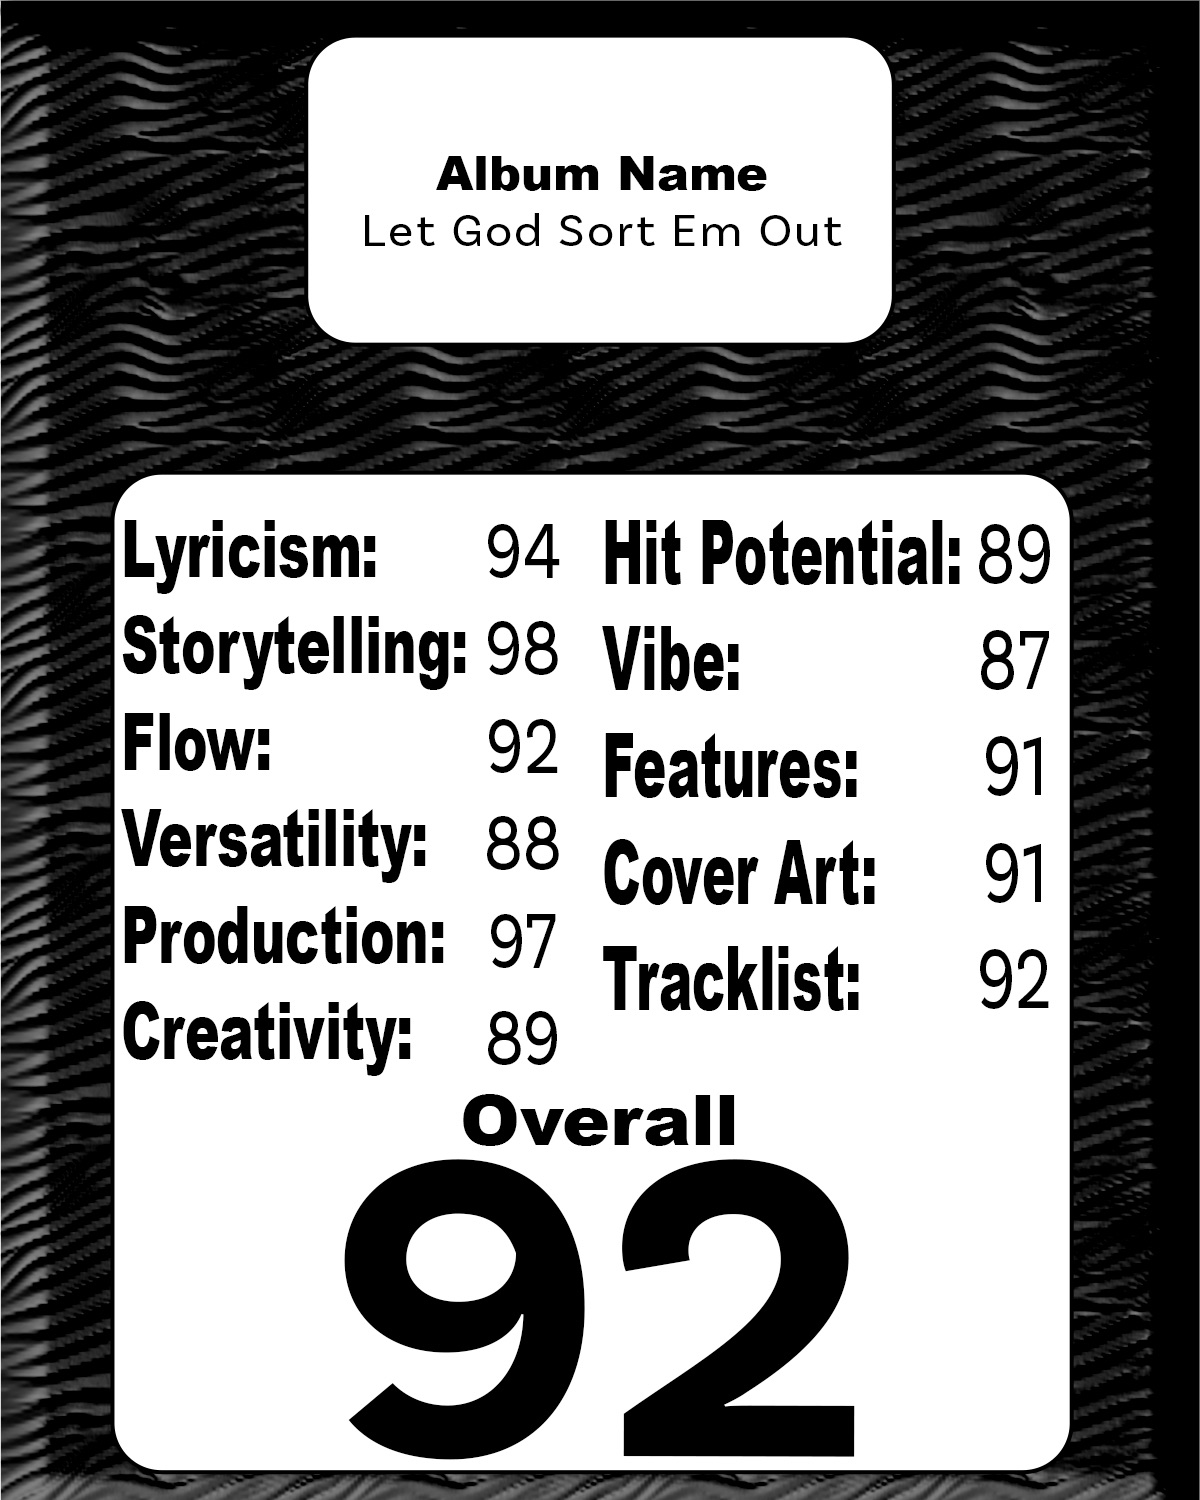 Album Name
Let God Sort Em Out
Lyricism: 94
Storytelling: 98
Flow: 92
Versatility: 88
Production: 97
Creativity: 89
Hit Potential: 89
Vibe: 87
Features: 91
Cover Art: 91
Tracklist: 92
Overall
92